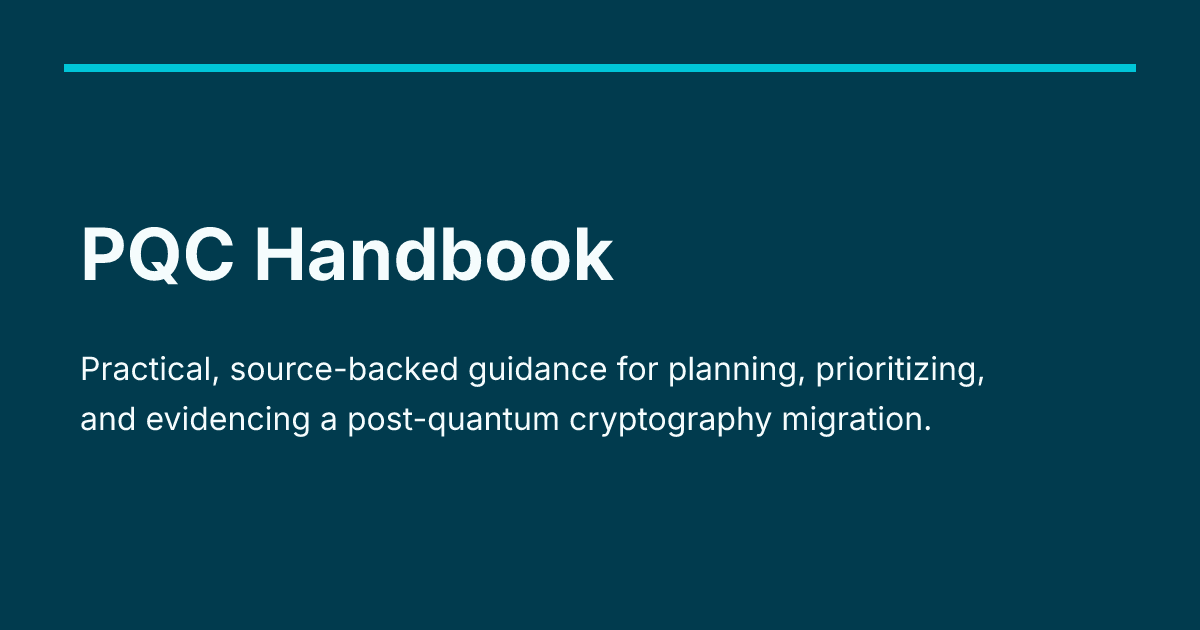 PQC Handbook
Practical, source-backed guidance for planning, prioritizing,
and evidencing a post-quantum cryptography migration.